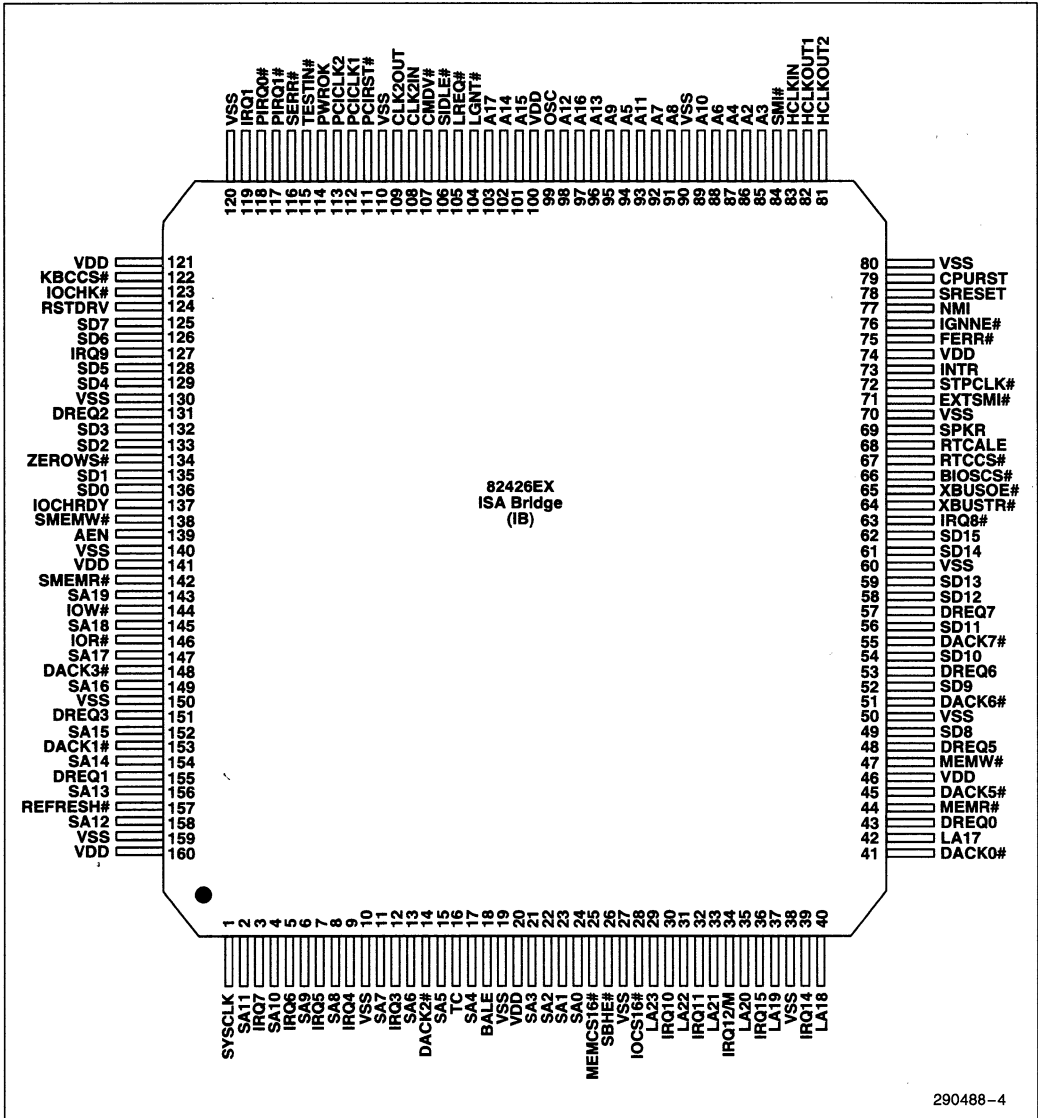 VSS 120
IRQ1 119
PIRQ0# 118
PIRQ1# 117
SERR# 116
TESTIN# 115
PWROK 114
PCICLK2 113
PCICLK1 112
PCIRST# 111
VSS 110
CLK2OUT 109
CLK2IN 108
CMDV# 107
SIDLE# 106
LREQ# 105
LGNT# 104
A17 103
A14 102
A15 101
VDD 100
OSC 99
A12 98
A16 97
A13 96
A9 95
A5 94
A11 93
A7 92
A8 91
VSS 90
A10 89
A6 88
A4 87
A2 86
A3 85
SMI# 84
HCLKIN 83
HCLKOUT1 82
HCLKOUT2 81
VDD 121
KBCCS# 122
IOCHK# 123
RSTDRV 124
SD7 125
SD6 126
IRQ9 127
SD5 128
SD4 129
VSS 130
DREQ2 131
SD3 132
SD2 133
ZEROWS# 134
SD1 135
SD0 136
IOCHRDY 137
SMEMW# 138
AEN 139
VSS 140
VDD 141
SMEMR# 142
SA19 143
IOW# 144
SA18 145
IOR# 146
SA17 147
DACK3# 148
SA16 149
VSS 150
DREQ3 151
SA15 152
DACK1# 153
SA14 154
DREQ1 155
SA13 156
REFRESH# 157
SA12 158
VSS 159
VDD 160
82426EX
ISA Bridge
(IB)
80 VSS
79 CPURST
78 SRESET
77 NMI
76 IGNNE#
75 FERR#
74 VDD
73 INTR
72 STPCLK#
71 EXTSMI#
70 VSS
69 SPKR
68 RTCALE
67 RTCCS#
66 BIOSCS#
65 XBUSOE#
64 XBUSTR#
63 IRQ8#
62 SD15
61 SD14
60 VSS
59 SD13
58 SD12
57 DREQ7
56 SD11
55 DACK7#
54 SD10
53 DREQ6
52 SD9
51 DACK6#
50 VSS
49 SD8
48 DREQ5
47 MEMW#
46 VDD
45 DACK5#
44 MEMR#
43 DREQ0
42 LA17
41 DACK0#
1 SYSCLK
2 SA11
3 IRQ7
4 SA10
5 IRQ6
6 SA9
7 IRQ5
8 SA8
9 IRQ4
10 VSS
11 SA7
12 IRQ3
13 SA6
14 DACK2#
15 SA5
16 TC
17 SA4
18 BALE
19 VSS
20 VDD
21 SA3
22 SA2
23 SA1
24 SA0
25 MEMCS16#
26 SBHE#
27 VSS
28 IOCS16#
29 LA23
30 IRQ10
31 LA22
32 IRQ11
33 LA21
34 IRQ12/M
35 LA20
36 IRQ15
37 LA19
38 VSS
39 IRQ14
40 LA18
290488-4